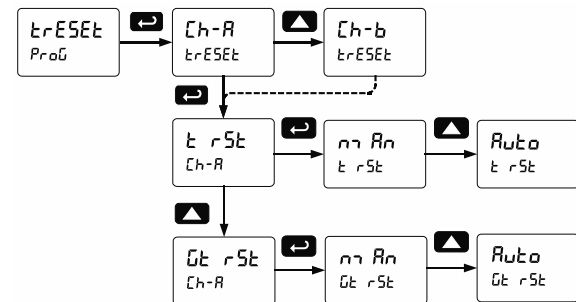 trESEt
ProG
Ch-A
trESEt
Ch-b
trESEt
t rSt
Ch-A
mAn
t rSt
Auto
t rSt
Gt rSt
Ch-A
mAn
Gt rSt
Auto
Gt rSt